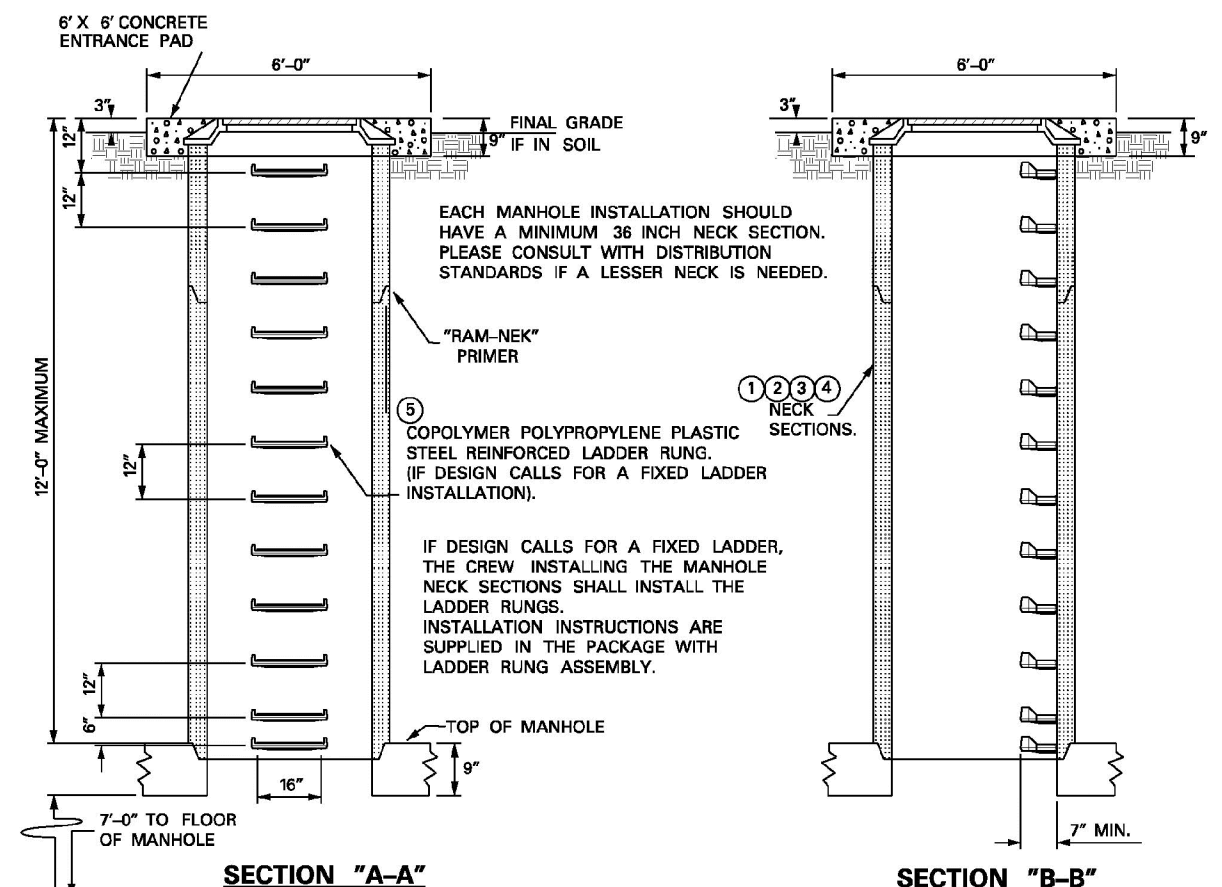 6' X 6' CONCRETE
ENTRANCE PAD
6'-0"
6'-0"
3"
12"
12"
FINAL GRADE
9" IF IN SOIL
3"
9"
EACH MANHOLE INSTALLATION SHOULD
HAVE A MINIMUM 36 INCH NECK SECTION.
PLEASE CONSULT WITH DISTRIBUTION
STANDARDS IF A LESSER NECK IS NEEDED.
"RAM-NEK"
PRIMER
1 2 3 4
NECK
SECTIONS.
12'-0" MAXIMUM
5
COPOLYMER POLYPROPYLENE PLASTIC
STEEL REINFORCED LADDER RUNG.
(IF DESIGN CALLS FOR A FIXED LADDER
INSTALLATION).
12"
IF DESIGN CALLS FOR A FIXED LADDER,
THE CREW INSTALLING THE MANHOLE
NECK SECTIONS SHALL INSTALL THE
LADDER RUNGS.
INSTALLATION INSTRUCTIONS ARE
SUPPLIED IN THE PACKAGE WITH
LADDER RUNG ASSEMBLY.
12"
6"
TOP OF MANHOLE
9"
16"
7'-0" TO FLOOR
OF MANHOLE
7" MIN.
SECTION "A-A"
SECTION "B-B"